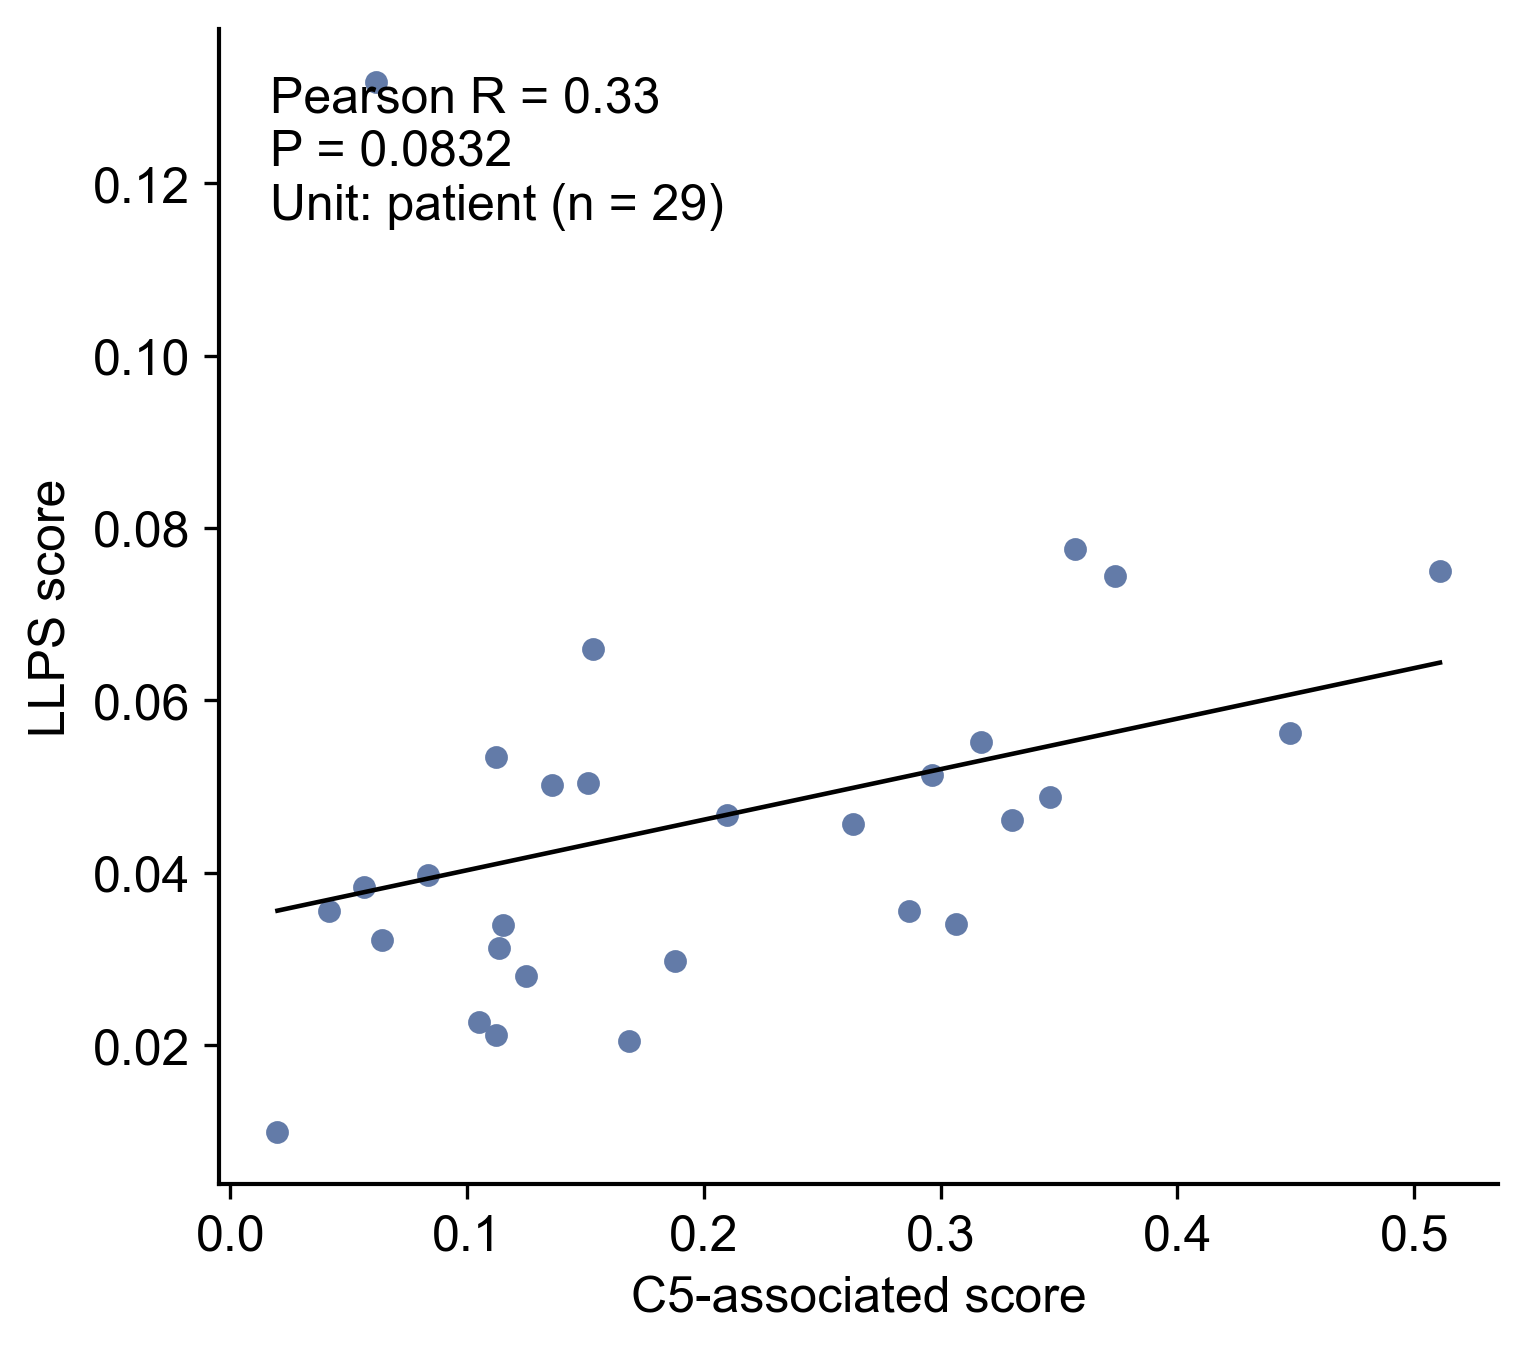 Pearson R = 0.33
P = 0.0832
Unit: patient (n = 29)
0.12
0.10
0.08
0.06
0.04
0.02
LLPS score
0.0 0.1 0.2 0.3 0.4 0.5
C5-associated score